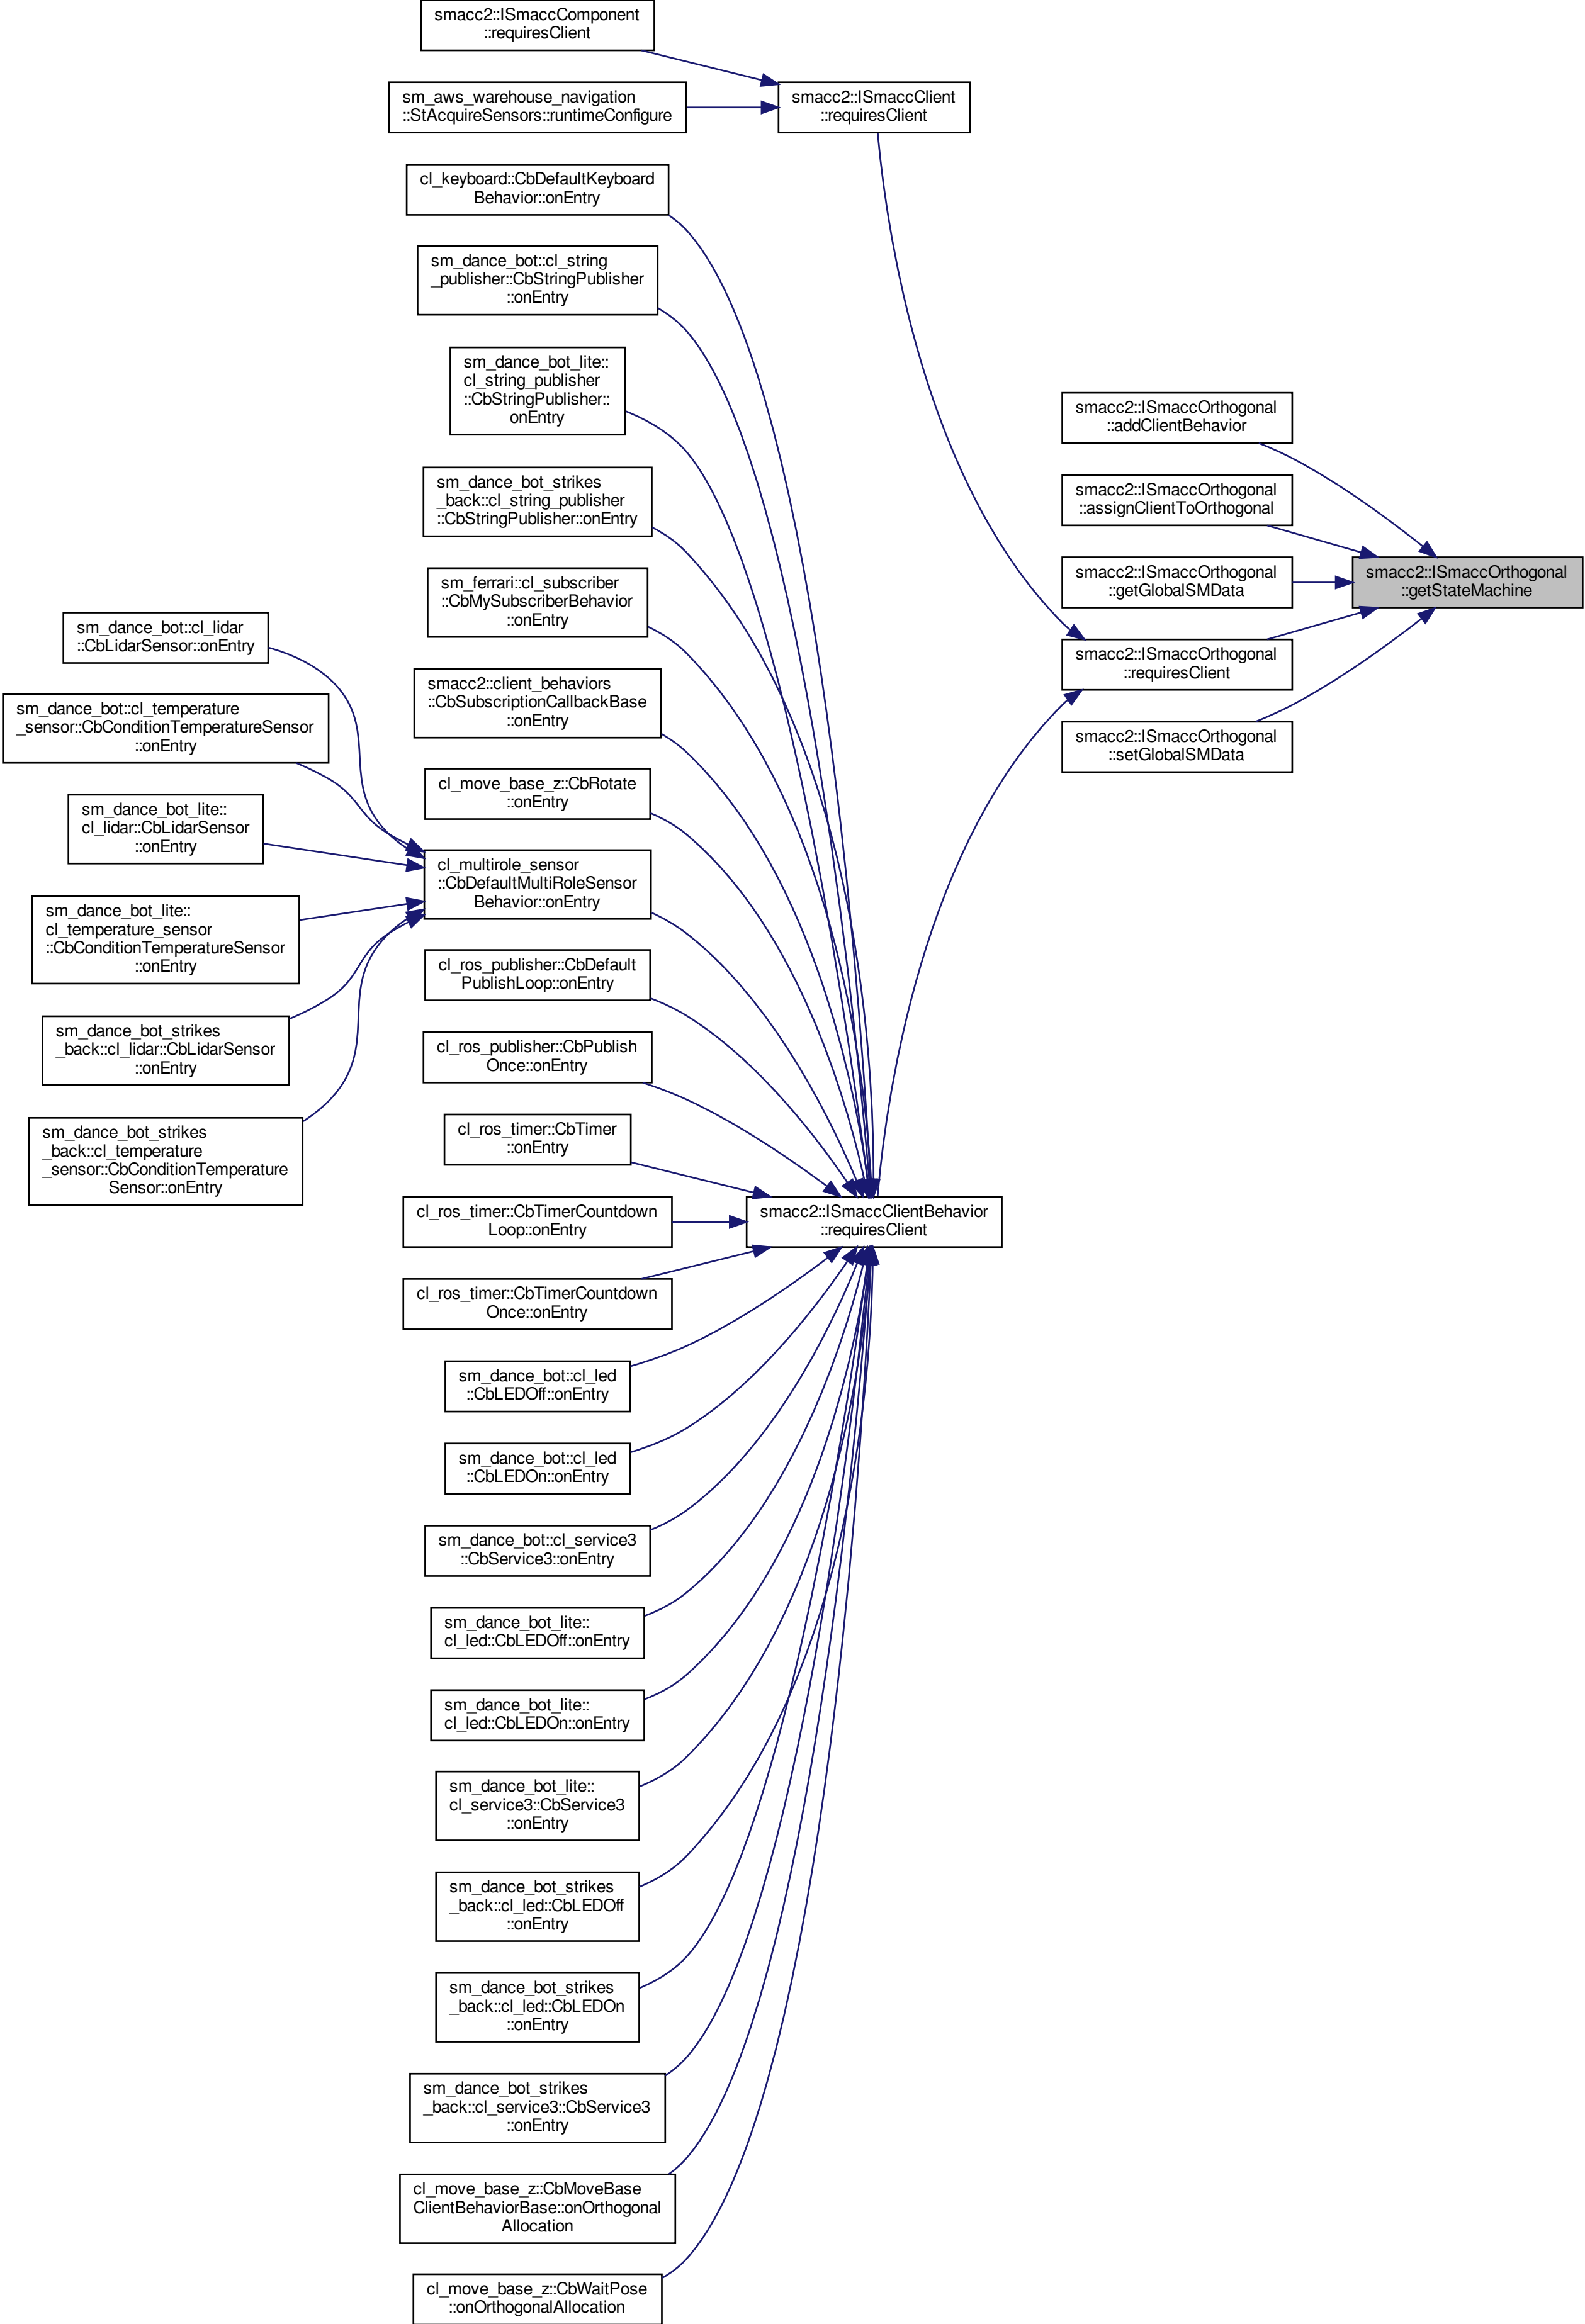 smacc2::ISmaccComponent
::requiresClient
sm_aws_warehouse_navigation
::StAcquireSensors::runtimeConfigure
smacc2::ISmaccClient
::requiresClient
cl_keyboard::CbDefaultKeyboard
Behavior::onEntry
sm_dance_bot::cl_string
_publisher::CbStringPublisher
::onEntry
sm_dance_bot_lite::
cl_string_publisher
::CbStringPublisher::
onEntry
sm_dance_bot_strikes
_back::cl_string_publisher
::CbStringPublisher::onEntry
sm_ferrari::cl_subscriber
::CbMySubscriberBehavior
::onEntry
smacc2::client_behaviors
::CbSubscriptionCallbackBase
::onEntry
cl_move_base_z::CbRotate
::onEntry
cl_multirole_sensor
::CbDefaultMultiRoleSensor
Behavior::onEntry
cl_ros_publisher::CbDefault
PublishLoop::onEntry
cl_ros_publisher::CbPublish
Once::onEntry
cl_ros_timer::CbTimer
::onEntry
cl_ros_timer::CbTimerCountdown
Loop::onEntry
cl_ros_timer::CbTimerCountdown
Once::onEntry
sm_dance_bot::cl_led
::CbLEDOff::onEntry
sm_dance_bot::cl_led
::CbLEDOn::onEntry
sm_dance_bot::cl_service3
::CbService3::onEntry
sm_dance_bot_lite::
cl_led::CbLEDOff::onEntry
sm_dance_bot_lite::
cl_led::CbLEDOn::onEntry
sm_dance_bot_lite::
cl_service3::CbService3
::onEntry
sm_dance_bot_strikes
_back::cl_led::CbLEDOff
::onEntry
sm_dance_bot_strikes
_back::cl_led::CbLEDOn
::onEntry
sm_dance_bot_strikes
_back::cl_service3::CbService3
::onEntry
cl_move_base_z::CbMoveBase
ClientBehaviorBase::onOrthogonal
Allocation
cl_move_base_z::CbWaitPose
::onOrthogonalAllocation
sm_dance_bot::cl_lidar
::CbLidarSensor::onEntry
sm_dance_bot::cl_temperature
_sensor::CbConditionTemperatureSensor
::onEntry
sm_dance_bot_lite::
cl_lidar::CbLidarSensor
::onEntry
sm_dance_bot_lite::
cl_temperature_sensor
::CbConditionTemperatureSensor
::onEntry
sm_dance_bot_strikes
_back::cl_lidar::CbLidarSensor
::onEntry
sm_dance_bot_strikes
_back::cl_temperature
_sensor::CbConditionTemperature
Sensor::onEntry
smacc2::ISmaccClientBehavior
::requiresClient
smacc2::ISmaccOrthogonal
::addClientBehavior
smacc2::ISmaccOrthogonal
::assignClientToOrthogonal
smacc2::ISmaccOrthogonal
::getGlobalSMData
smacc2::ISmaccOrthogonal
::requiresClient
smacc2::ISmaccOrthogonal
::setGlobalSMData
smacc2::ISmaccOrthogonal
::getStateMachine